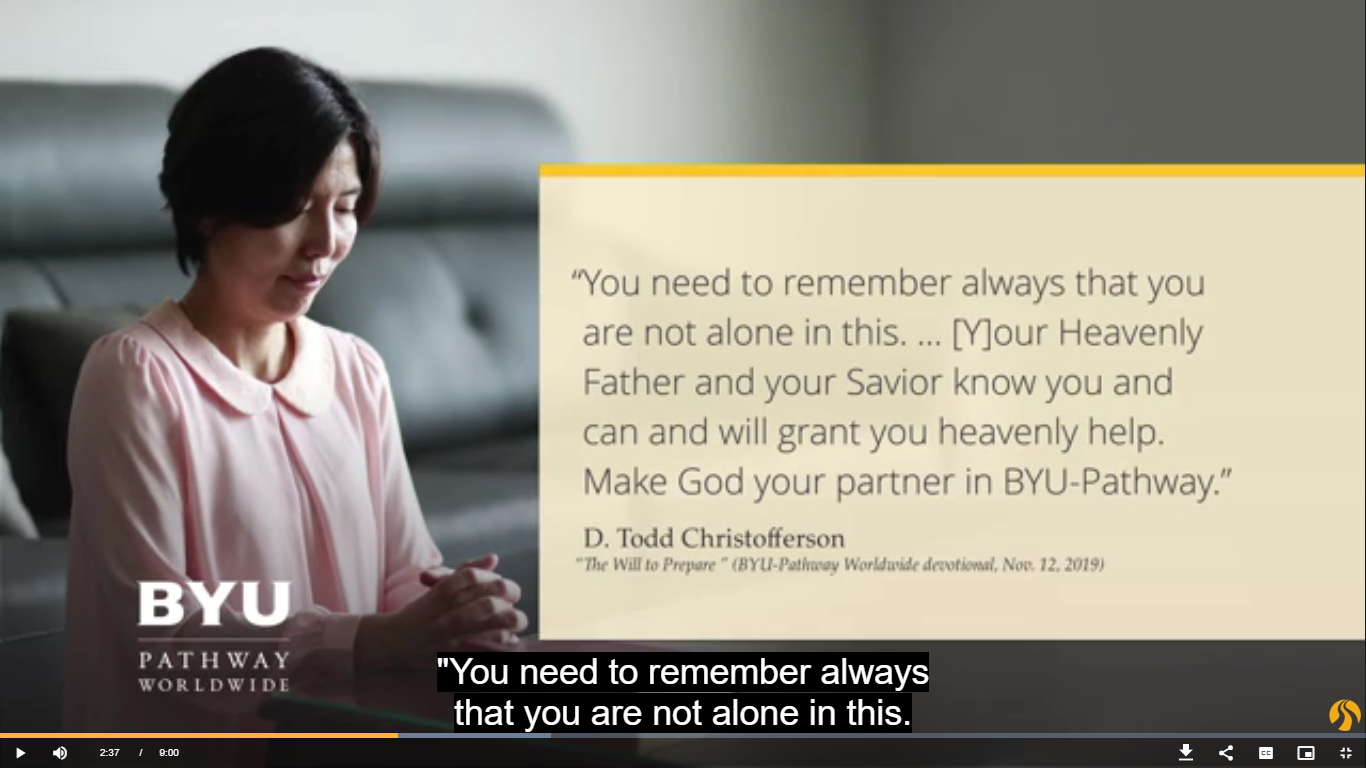 “You need to remember always that you
are not alone in this. ... [Y]our Heavenly
Father and your Savior know you and
can and will grant you heavenly help.
Make God your partner in BYU-Pathway.”
D. Todd Christofferson
“The Will to Prepare ” (BYU-Pathway Worldwide devotional, Nov. 12, 2019)
BYU
PATHWAY
WORLDWIDE
"You need to remember always
that you are not alone in this.
2:37 / 9:00
CC